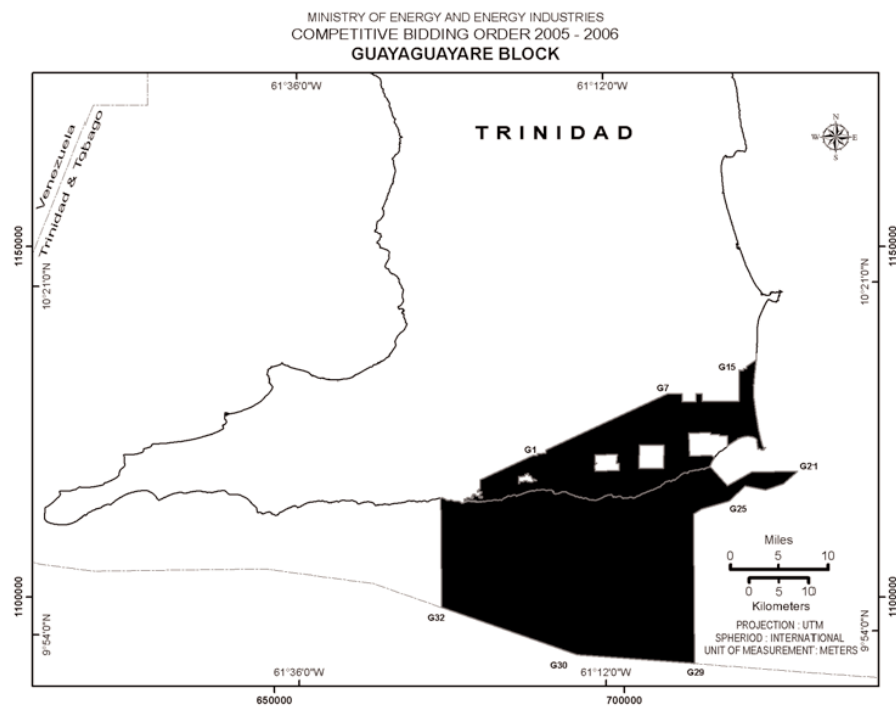 MINISTRY OF ENERGY AND ENERGY INDUSTRIES
COMPETITIVE BIDDING ORDER 2005 - 2006
GUAYAGUAYARE BLOCK
61°36'0"W
61°12'0"W
TRINIDAD
N
W
E
S
Venezuela
Trinidad & Tobago
1150000
10°21'0"N
1150000
10°21'0"N
G15
G7
G1
G21
G25
Miles
0 5 10
0 5 10
Kilometers
PROJECTION : UTM
SPHERIOD : INTERNATIONAL
UNIT OF MEASUREMENT: METERS
1100000
9°54'0"N
1100000
9°54'0"N
G32
G30
G29
61°36'0"W
61°12'0"W
650000
700000